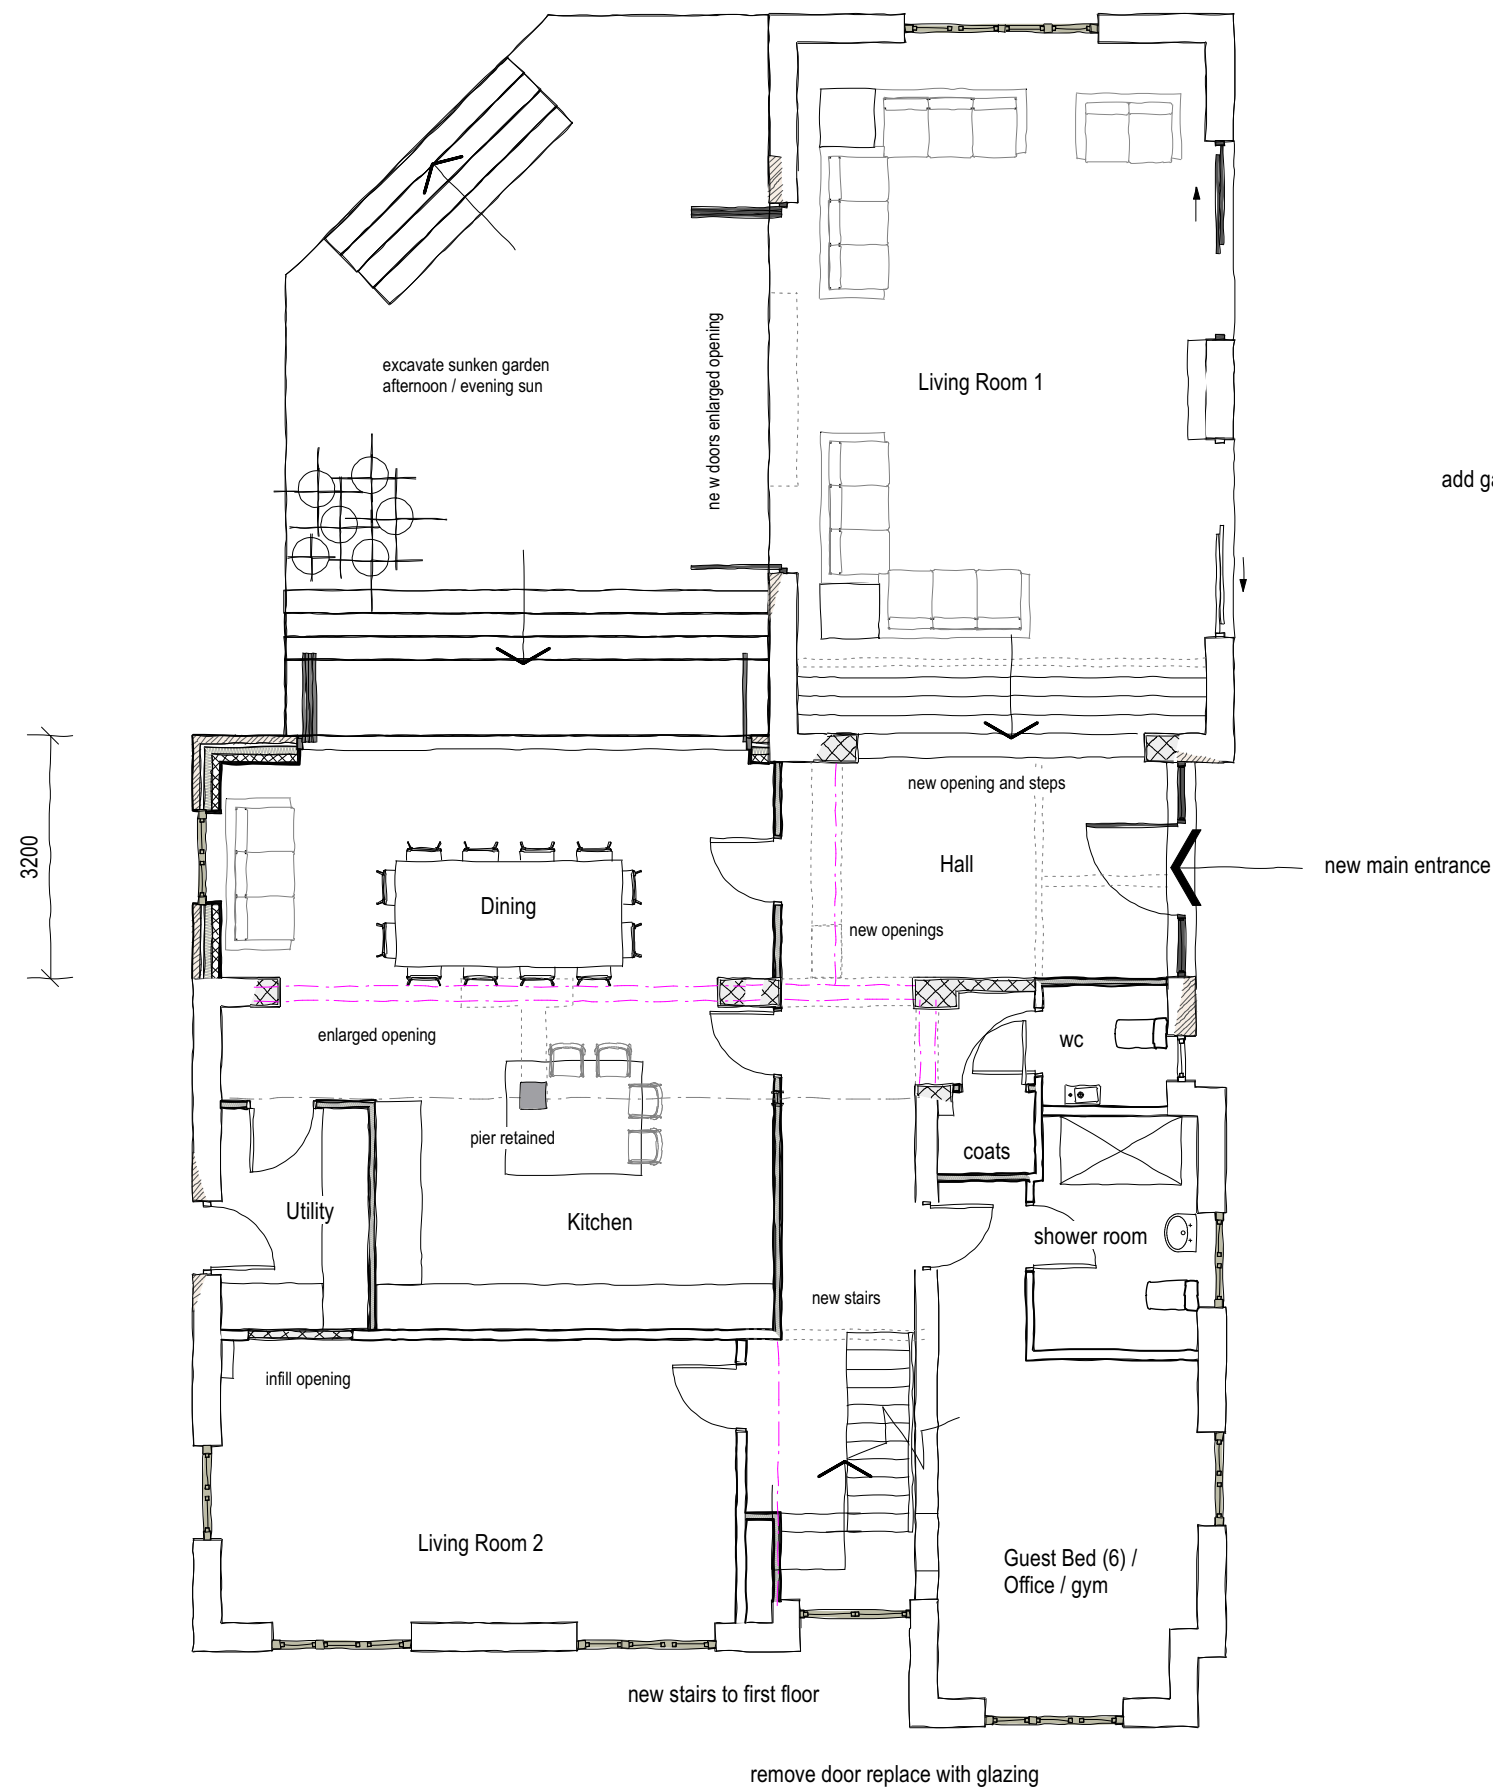 excavate sunken garden
afternoon / evening sun
ne w doors enlarged opening
Living Room 1
add ga
new opening and steps
3200
Hall
new main entrance
Dining
new openings
enlarged opening
wc
pier retained
coats
Utility
Kitchen
shower room
new stairs
infill opening
Living Room 2
Guest Bed (6) /
Office / gym
new stairs to first floor
remove door replace with glazing